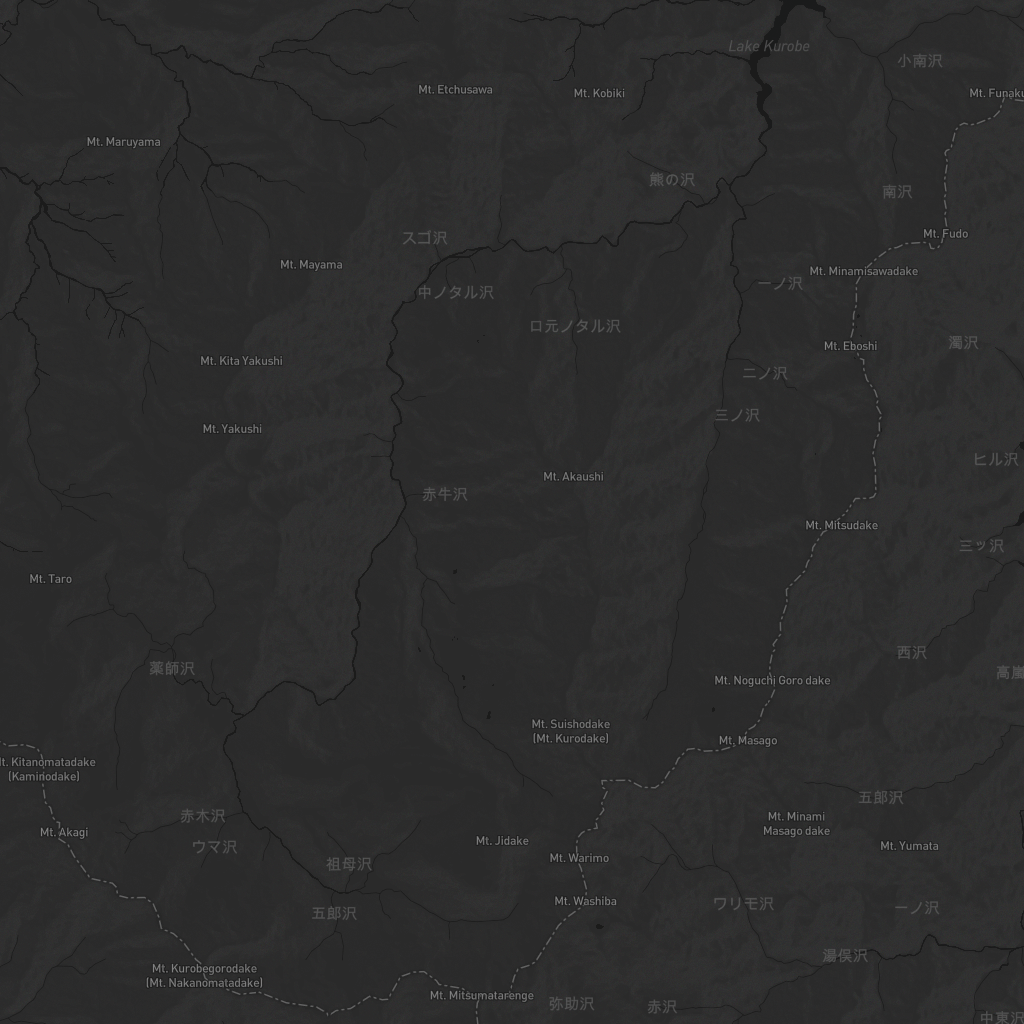 Lake Kurobe
小南沢
Mt. Etchusawa
Mt. Kobiki
Mt. Funaku
Mt. Maruyama
熊の沢
南沢
Mt. Fudo
スゴ沢
Mt. Mayama
Mt. Minamisawadake
一ノ沢
中ノタル沢
口元ノタル沢
濁沢
Mt. Eboshi
Mt. Kita Yakushi
二ノ沢
三ノ沢
Mt. Yakushi
ヒル沢
Mt. Akaushi
赤牛沢
Mt. Mitsudake
三ッ沢
Mt. Taro
西沢
薬師沢
高嵐
Mt. Noguchi Goro dake
Mt. Suishodake
(Mt. Kurodake)
Mt. Masago
Mt. Kitanomatadake
(Kaminodake)
五郎沢
赤木沢
Mt. Minami
Masago dake
Mt. Akagi
ウマ沢
Mt. Jidake
Mt. Yumata
祖母沢
Mt. Warimo
Mt. Washiba
ワリモ沢
一ノ沢
五郎沢
湯俣沢
Mt. Kurobegorodake
(Mt. Nakanomatadake)
Mt. Mitsumatarenge
弥助沢
赤沢
中東沢